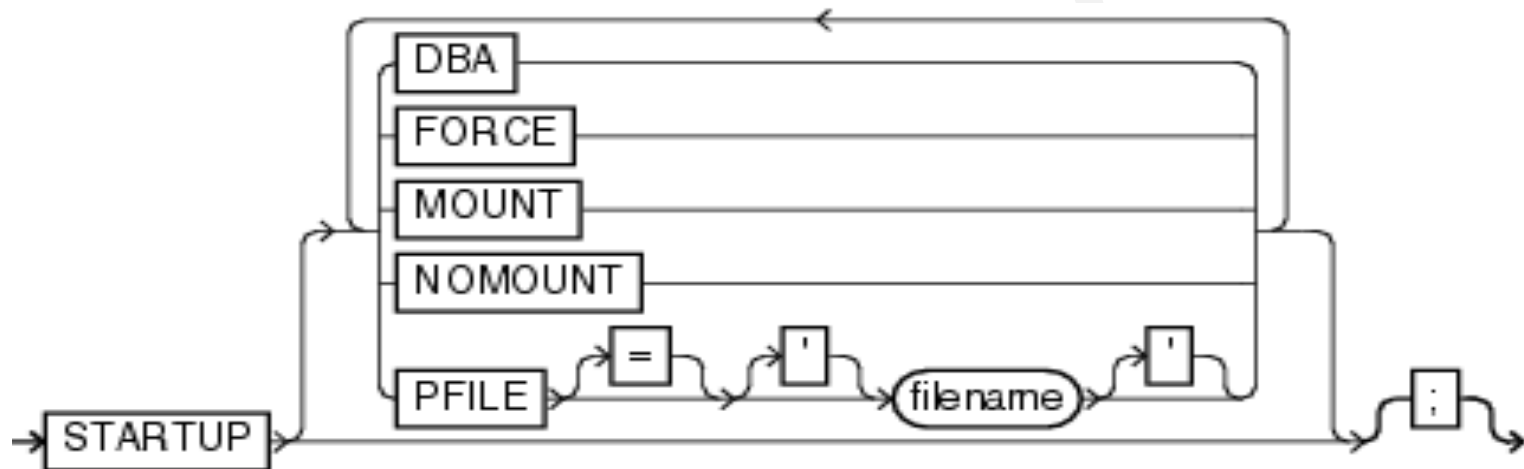 DBA
FORCE
MOUNT
NOMOUNT
PFILE = ' filename '
STARTUP ;